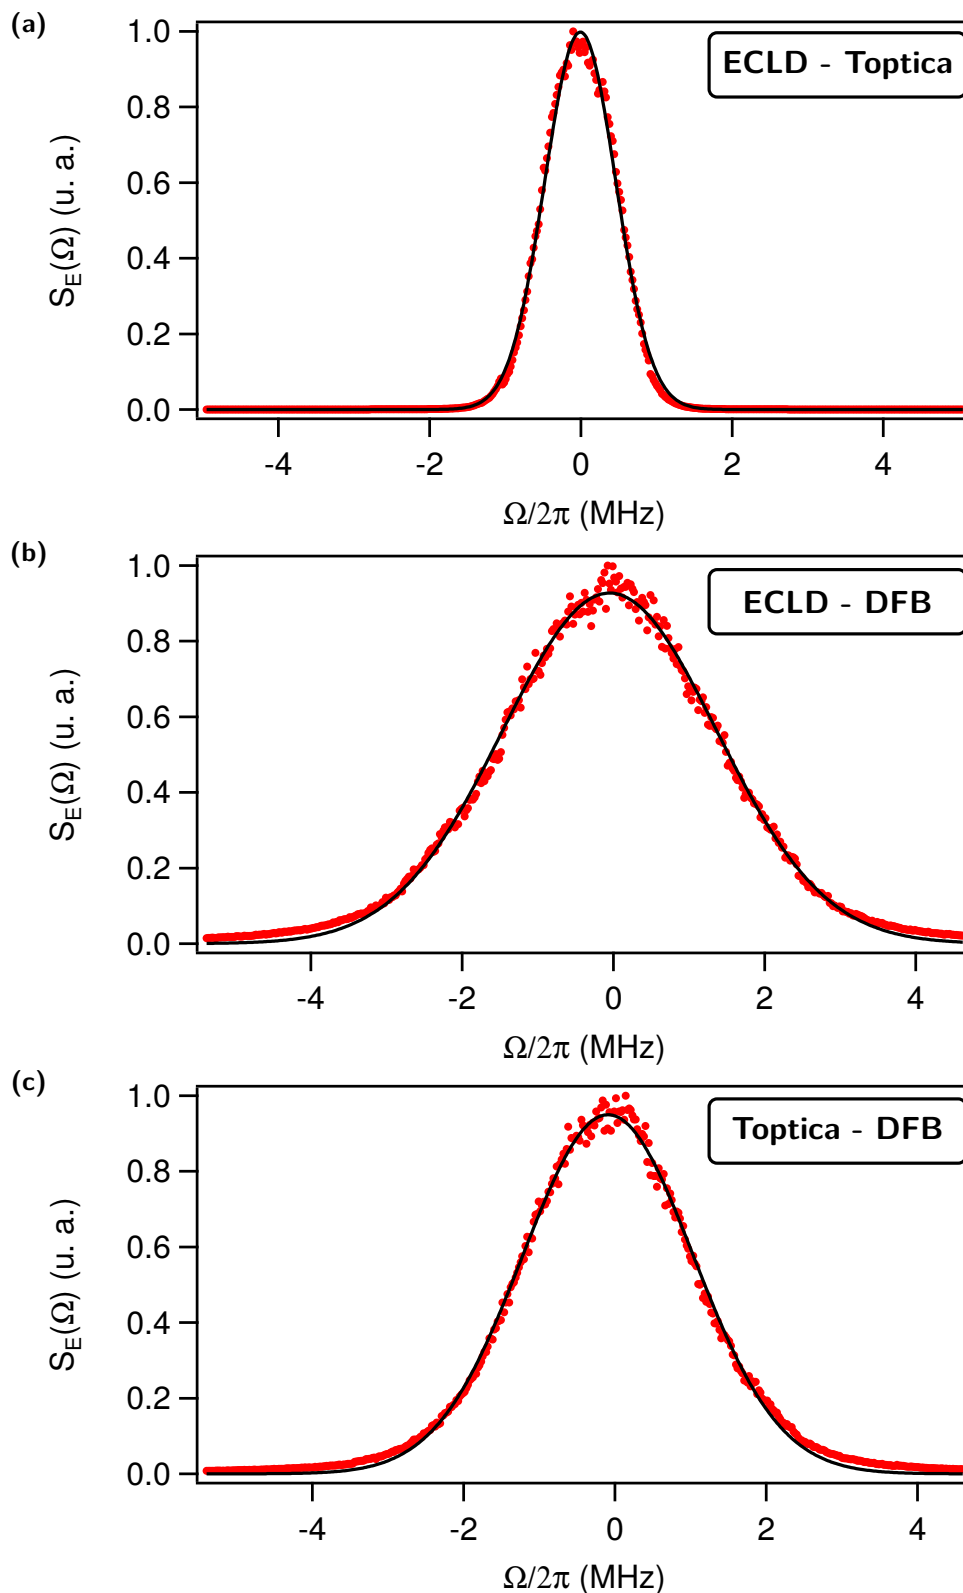 (a)
ECLD - Toptica
1.0
0.8
0.6
0.4
0.2
0.0
S_E(Ω) (u. a.)
-4 -2 0 2 4
Ω/2π (MHz)
(b)
ECLD - DFB
1.0
0.8
0.6
0.4
0.2
0.0
S_E(Ω) (u. a.)
-4 -2 0 2 4
Ω/2π (MHz)
(c)
Toptica - DFB
1.0
0.8
0.6
0.4
0.2
0.0
S_E(Ω) (u. a.)
-4 -2 0 2 4
Ω/2π (MHz)